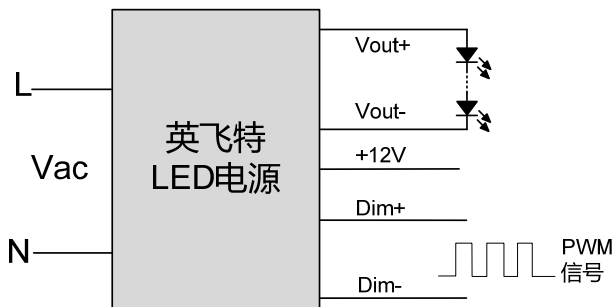 Vout+
L
Vout-
英飞特
LED电源
Vac
+12V
Dim+
N
PWM
信号
Dim-